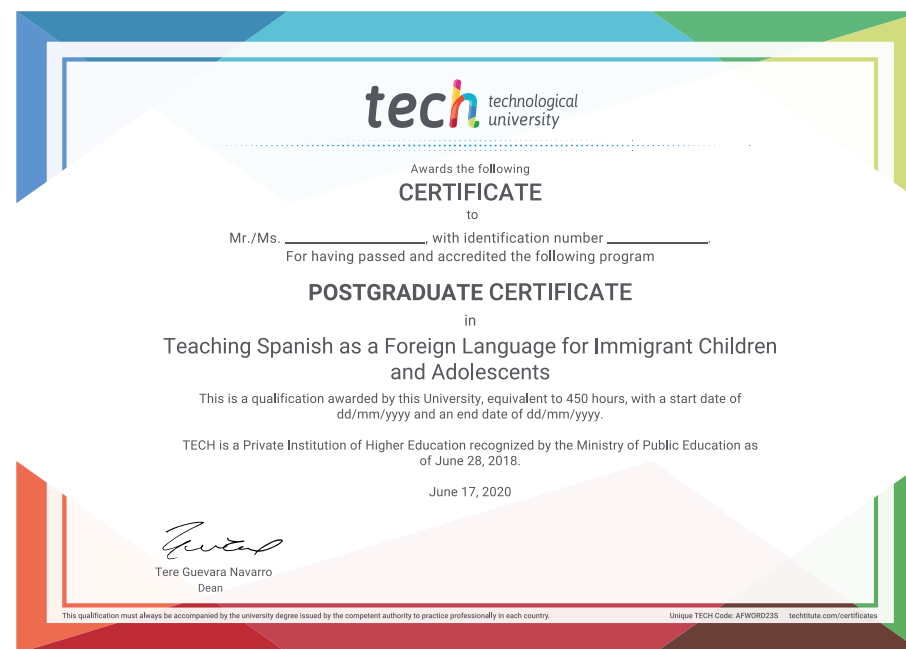 tech technological
university
Awards the following
CERTIFICATE
to
Mr./Ms. ____________________, with identification number ______________.
For having passed and accredited the following program
POSTGRADUATE CERTIFICATE
in
Teaching Spanish as a Foreign Language for Immigrant Children
and Adolescents
This is a qualification awarded by this University, equivalent to 450 hours, with a start date of
dd/mm/yyyy and an end date of dd/mm/yyyy.
TECH is a Private Institution of Higher Education recognized by the Ministry of Public Education as
of June 28, 2018.
June 17, 2020
Tere Guevara Navarro
Dean
This qualification must always be accompanied by the university degree issued by the competent authority to practice professionally in each country. Unique TECH Code: AFWORD23S techtitute.com/certificates